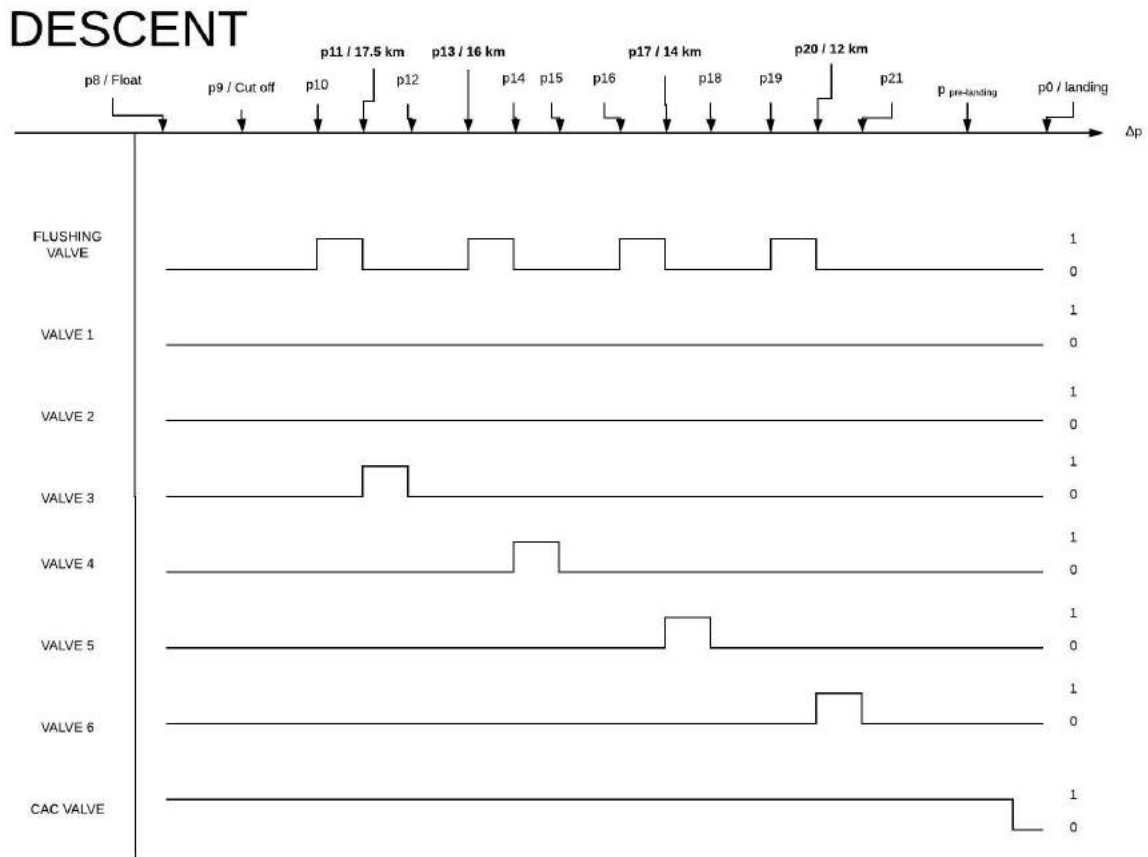 DESCENT
p11 / 17.5 km
p13 / 16 km
p17 / 14 km
p20 / 12 km
p8 / Float
p9 / Cut off
p10
p12
p14
p15
p16
p18
p19
p21
p pre-landing
p0 / landing
Δp
FLUSHING
VALVE
1
0
VALVE 1
1
0
VALVE 2
1
0
VALVE 3
1
0
VALVE 4
1
0
VALVE 5
1
0
VALVE 6
1
0
CAC VALVE
1
0